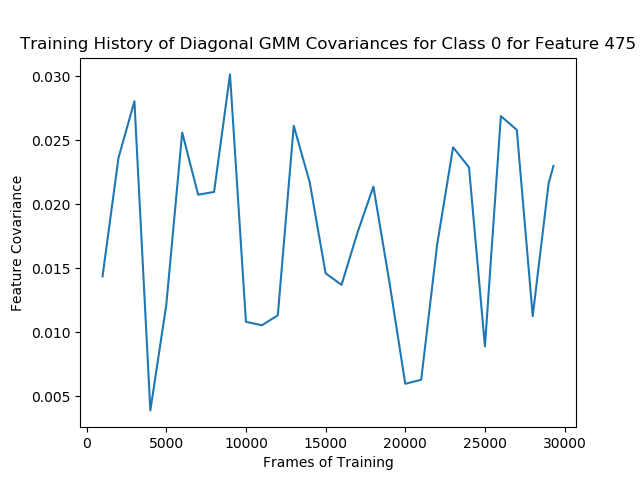 Training History of Diagonal GMM Covariances for Class 0 for Feature 475
0.030
0.025
0.020
0.015
0.010
0.005
Feature Covariance
0 5000 10000 15000 20000 25000 30000
Frames of Training